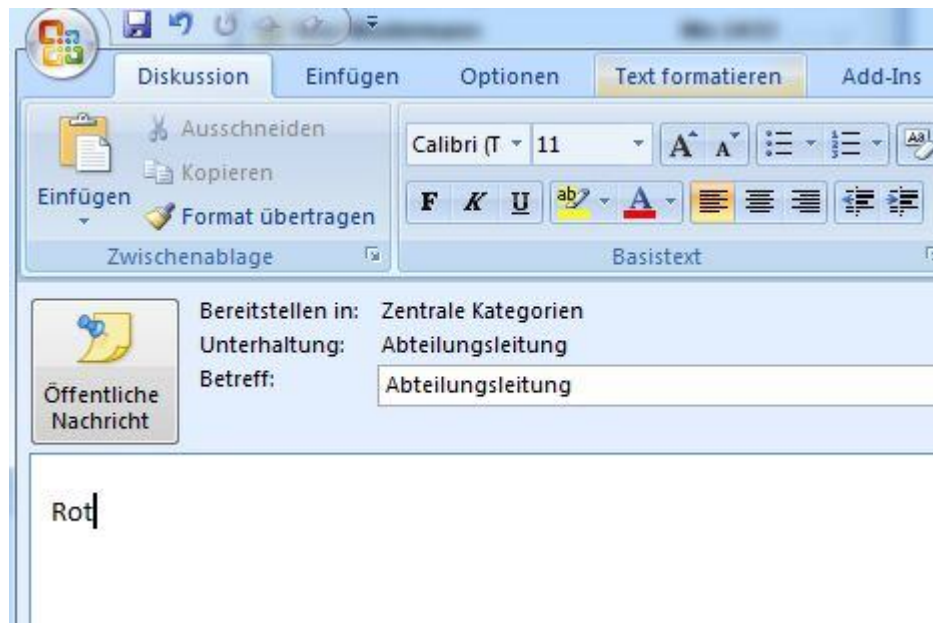 Diskussion Einfügen Optionen Text formatieren Add-Ins
Ausschneiden
Kopieren
Einfügen
Format übertragen
Calibri (T 11 A A
F K U ab A
Zwischenablage Basistext
Öffentliche
Nachricht
Bereitstellen in: Zentrale Kategorien
Unterhaltung: Abteilungsleitung
Betreff: Abteilungsleitung
Rot